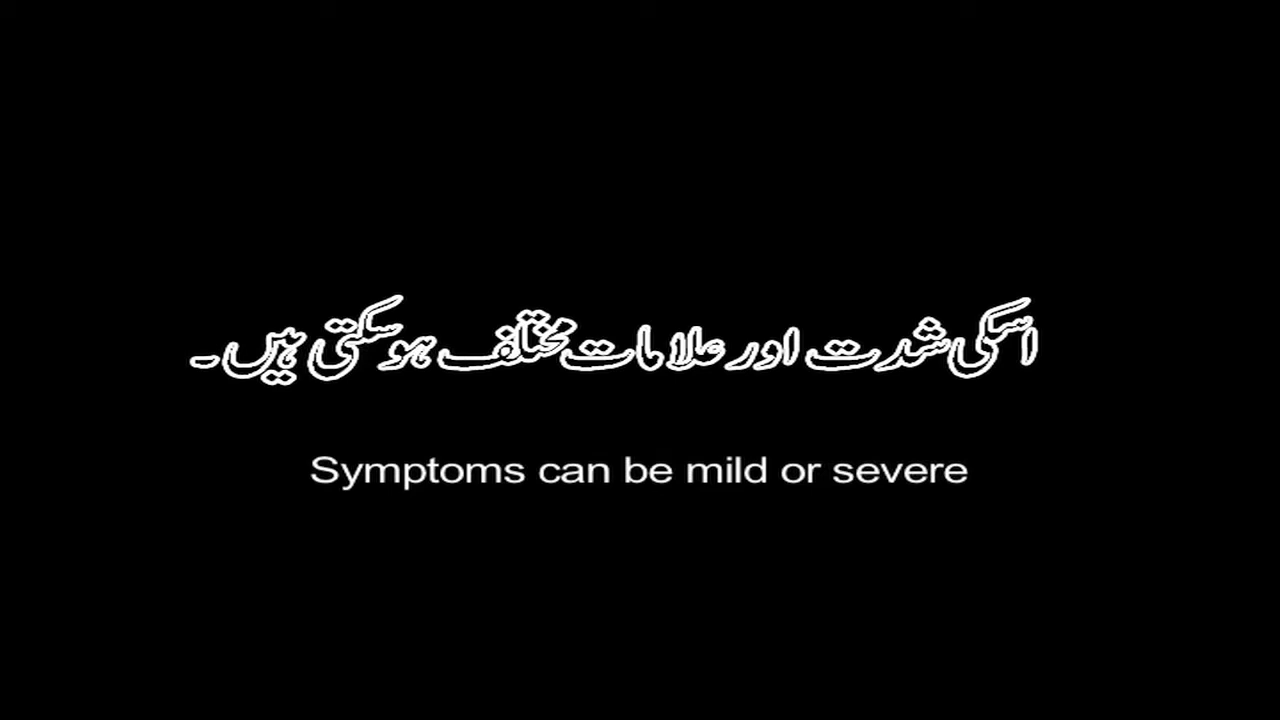 اسکی شدت اور علامات مختلف ہوسکتی ہیں۔
Symptoms can be mild or severe